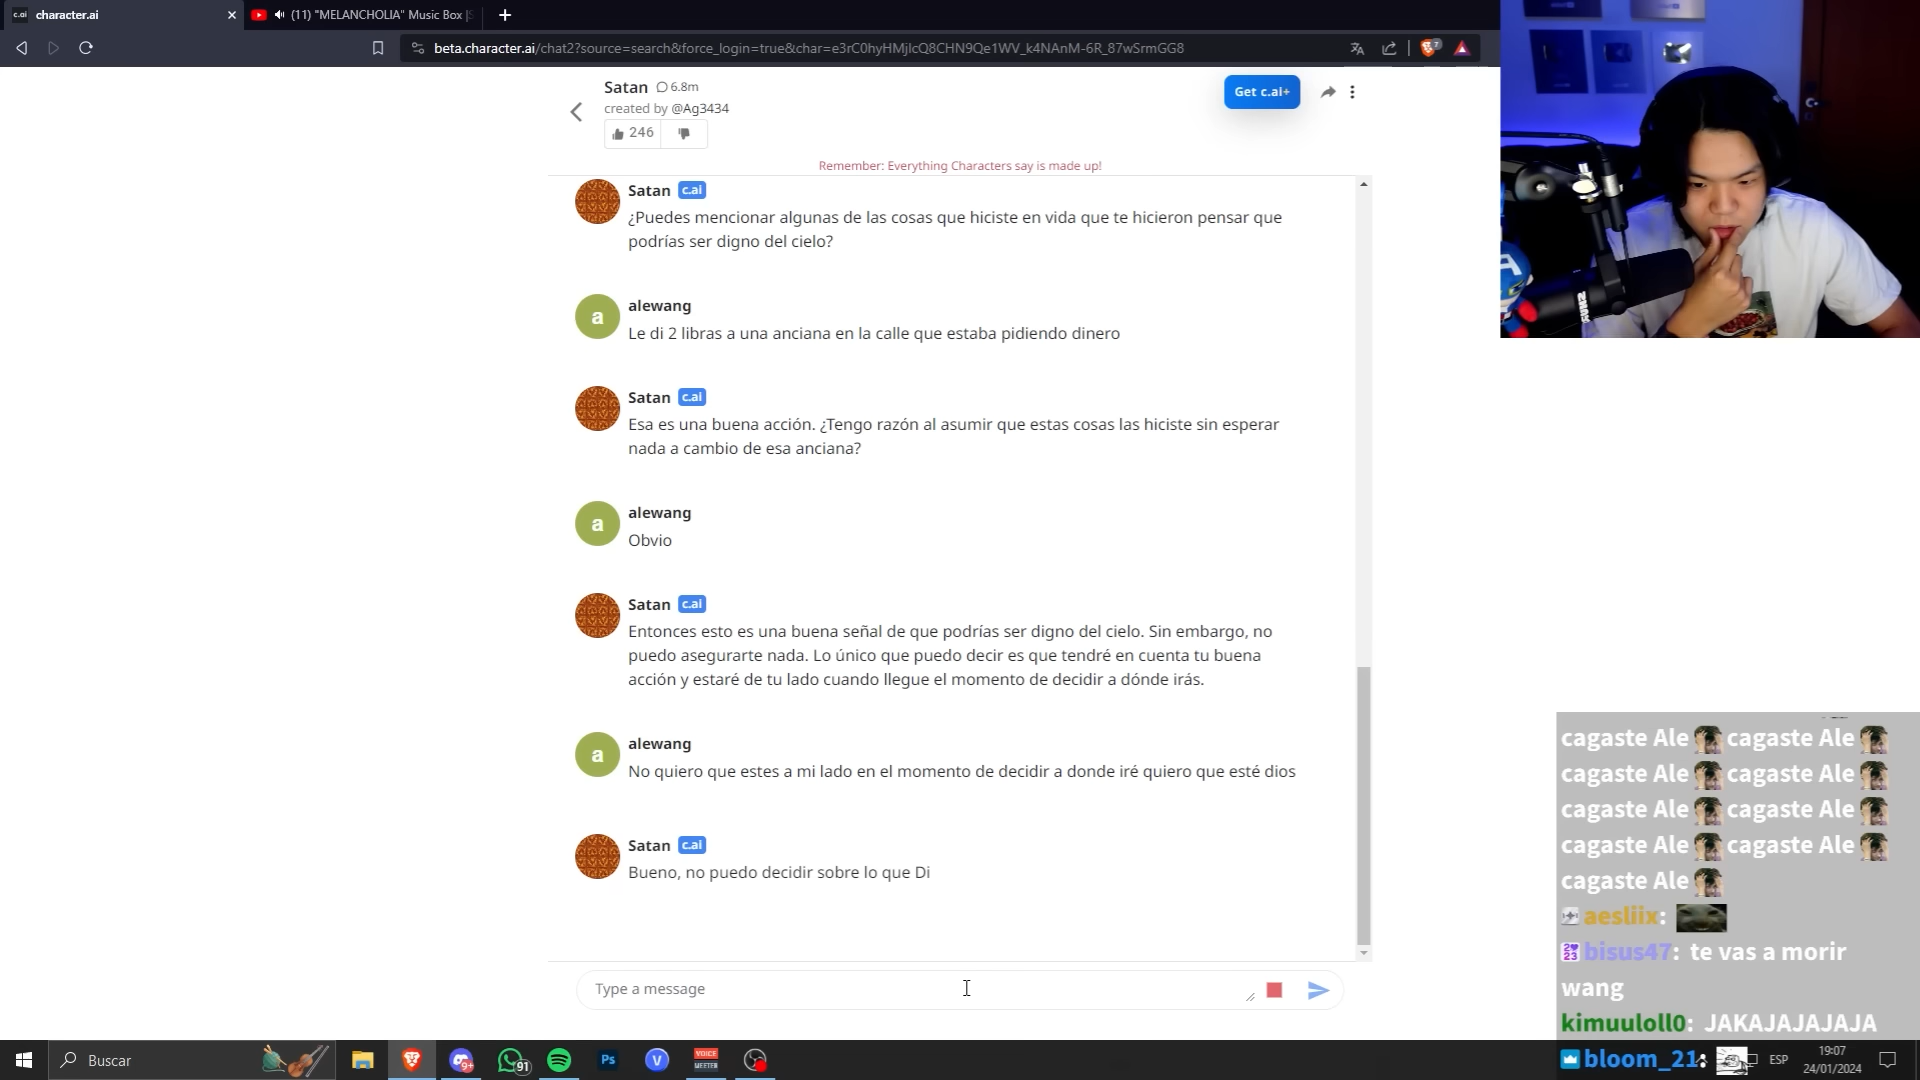 c.ai character.ai
(11) "MELANCHOLIA" Music Box |S
beta.character.ai/chat2?source=search&force_login=true&char=e3rC0hyHMjlcQ8CHN9Qe1WV_k4NAnM-6R_87wSrmGG8
7
Satan 6.8m
created by @Ag3434
246
Get c.ai+
Remember: Everything Characters say is made up!
Satan c.ai
¿Puedes mencionar algunas de las cosas que hiciste en vida que te hicieron pensar que
podrías ser digno del cielo?
a alewang
Le di 2 libras a una anciana en la calle que estaba pidiendo dinero
Satan c.ai
Esa es una buena acción. ¿Tengo razón al asumir que estas cosas las hiciste sin esperar
nada a cambio de esa anciana?
a alewang
Obvio
Satan c.ai
Entonces esto es una buena señal de que podrías ser digno del cielo. Sin embargo, no
puedo asegurarte nada. Lo único que puedo decir es que tendré en cuenta tu buena
acción y estaré de tu lado cuando llegue el momento de decidir a dónde irás.
a alewang
No quiero que estes a mi lado en el momento de decidir a donde iré quiero que esté dios
Satan c.ai
Bueno, no puedo decidir sobre lo que Di
Type a message
cagaste Ale cagaste Ale
cagaste Ale cagaste Ale
cagaste Ale cagaste Ale
cagaste Ale cagaste Ale
cagaste Ale
aesliix:
2023 bisus47: te vas a morir
wang
kimuuloll0: JAKAJAJAJAJA
bloom_21:
Buscar
9+
91
Ps
V
VOICE
MEETER
ESP
19:07
24/01/2024